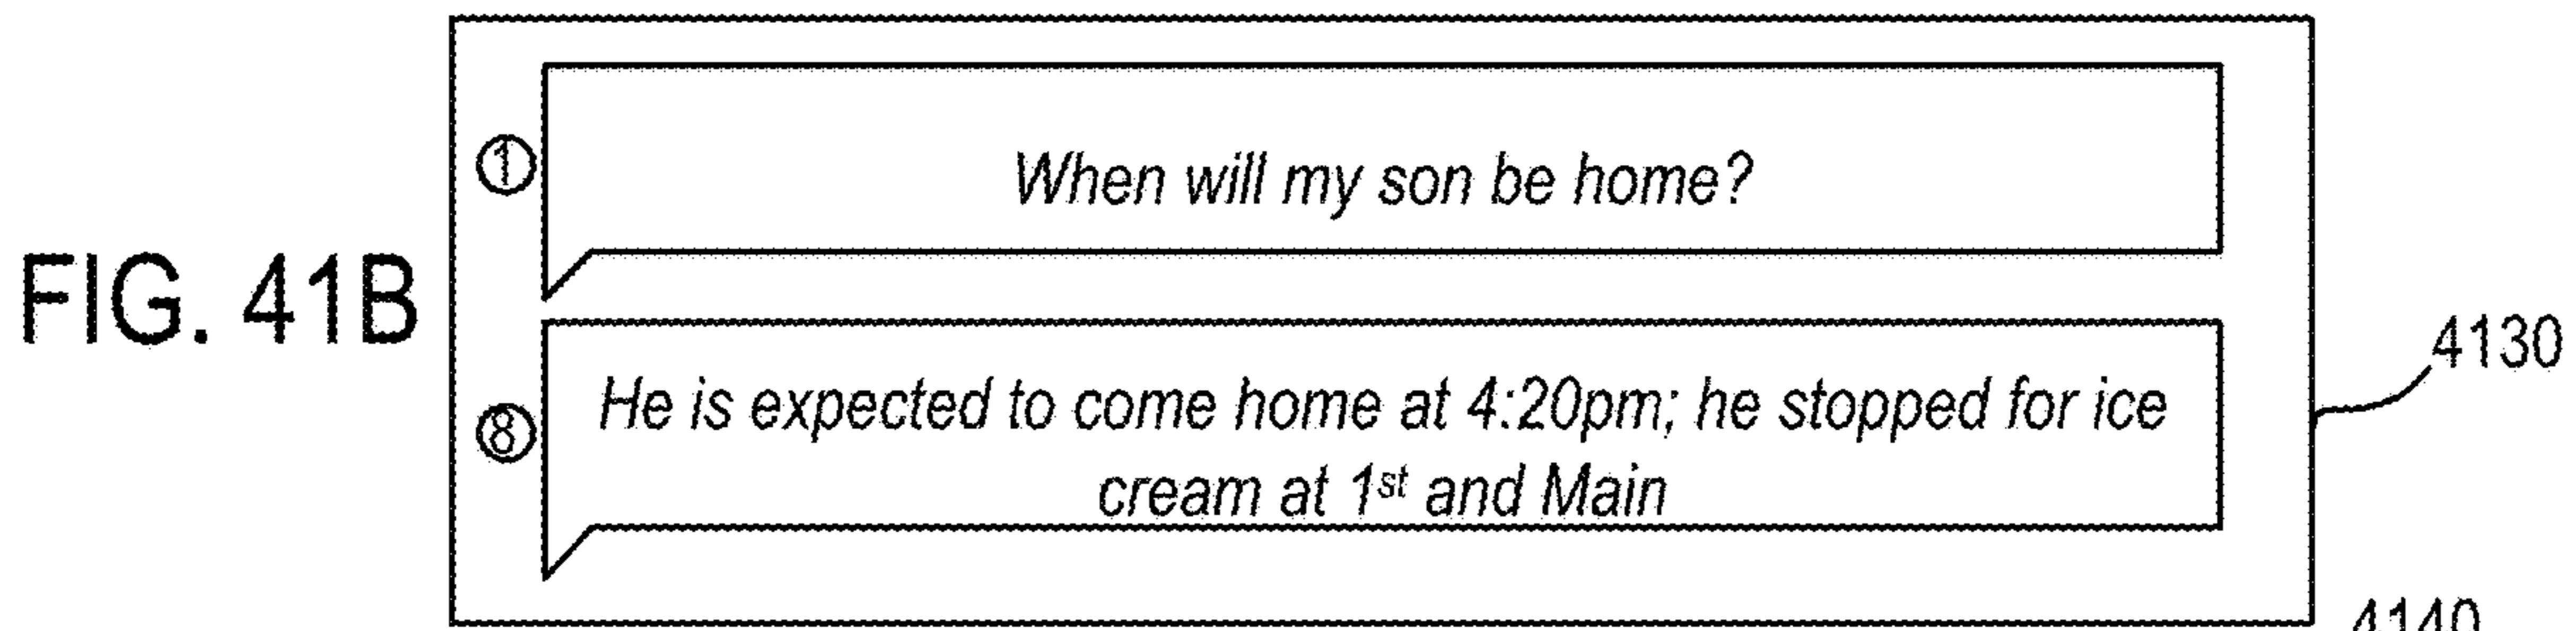 FIG. 41B
① When will my son be home?
⑧ He is expected to come home at 4:20pm; he stopped for ice
cream at 1st and Main
4130
4140